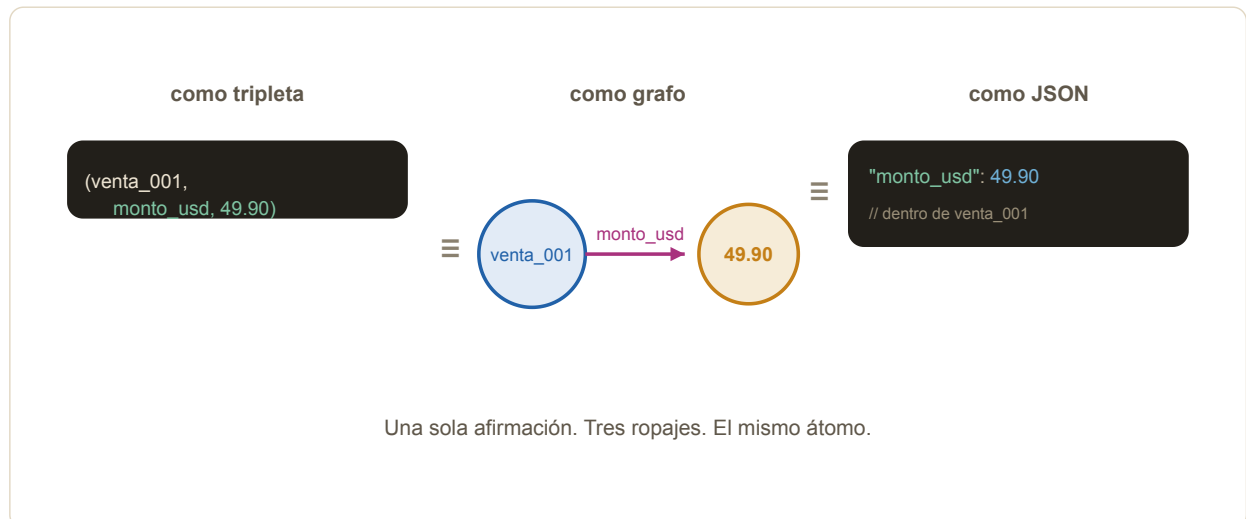 como tripleta
como grafo
como JSON
(venta_001,
monto_usd, 49.90)
≡
venta_001
monto_usd
49.90
≡
"monto_usd": 49.90
// dentro de venta_001
Una sola afirmación. Tres ropajes. El mismo átomo.